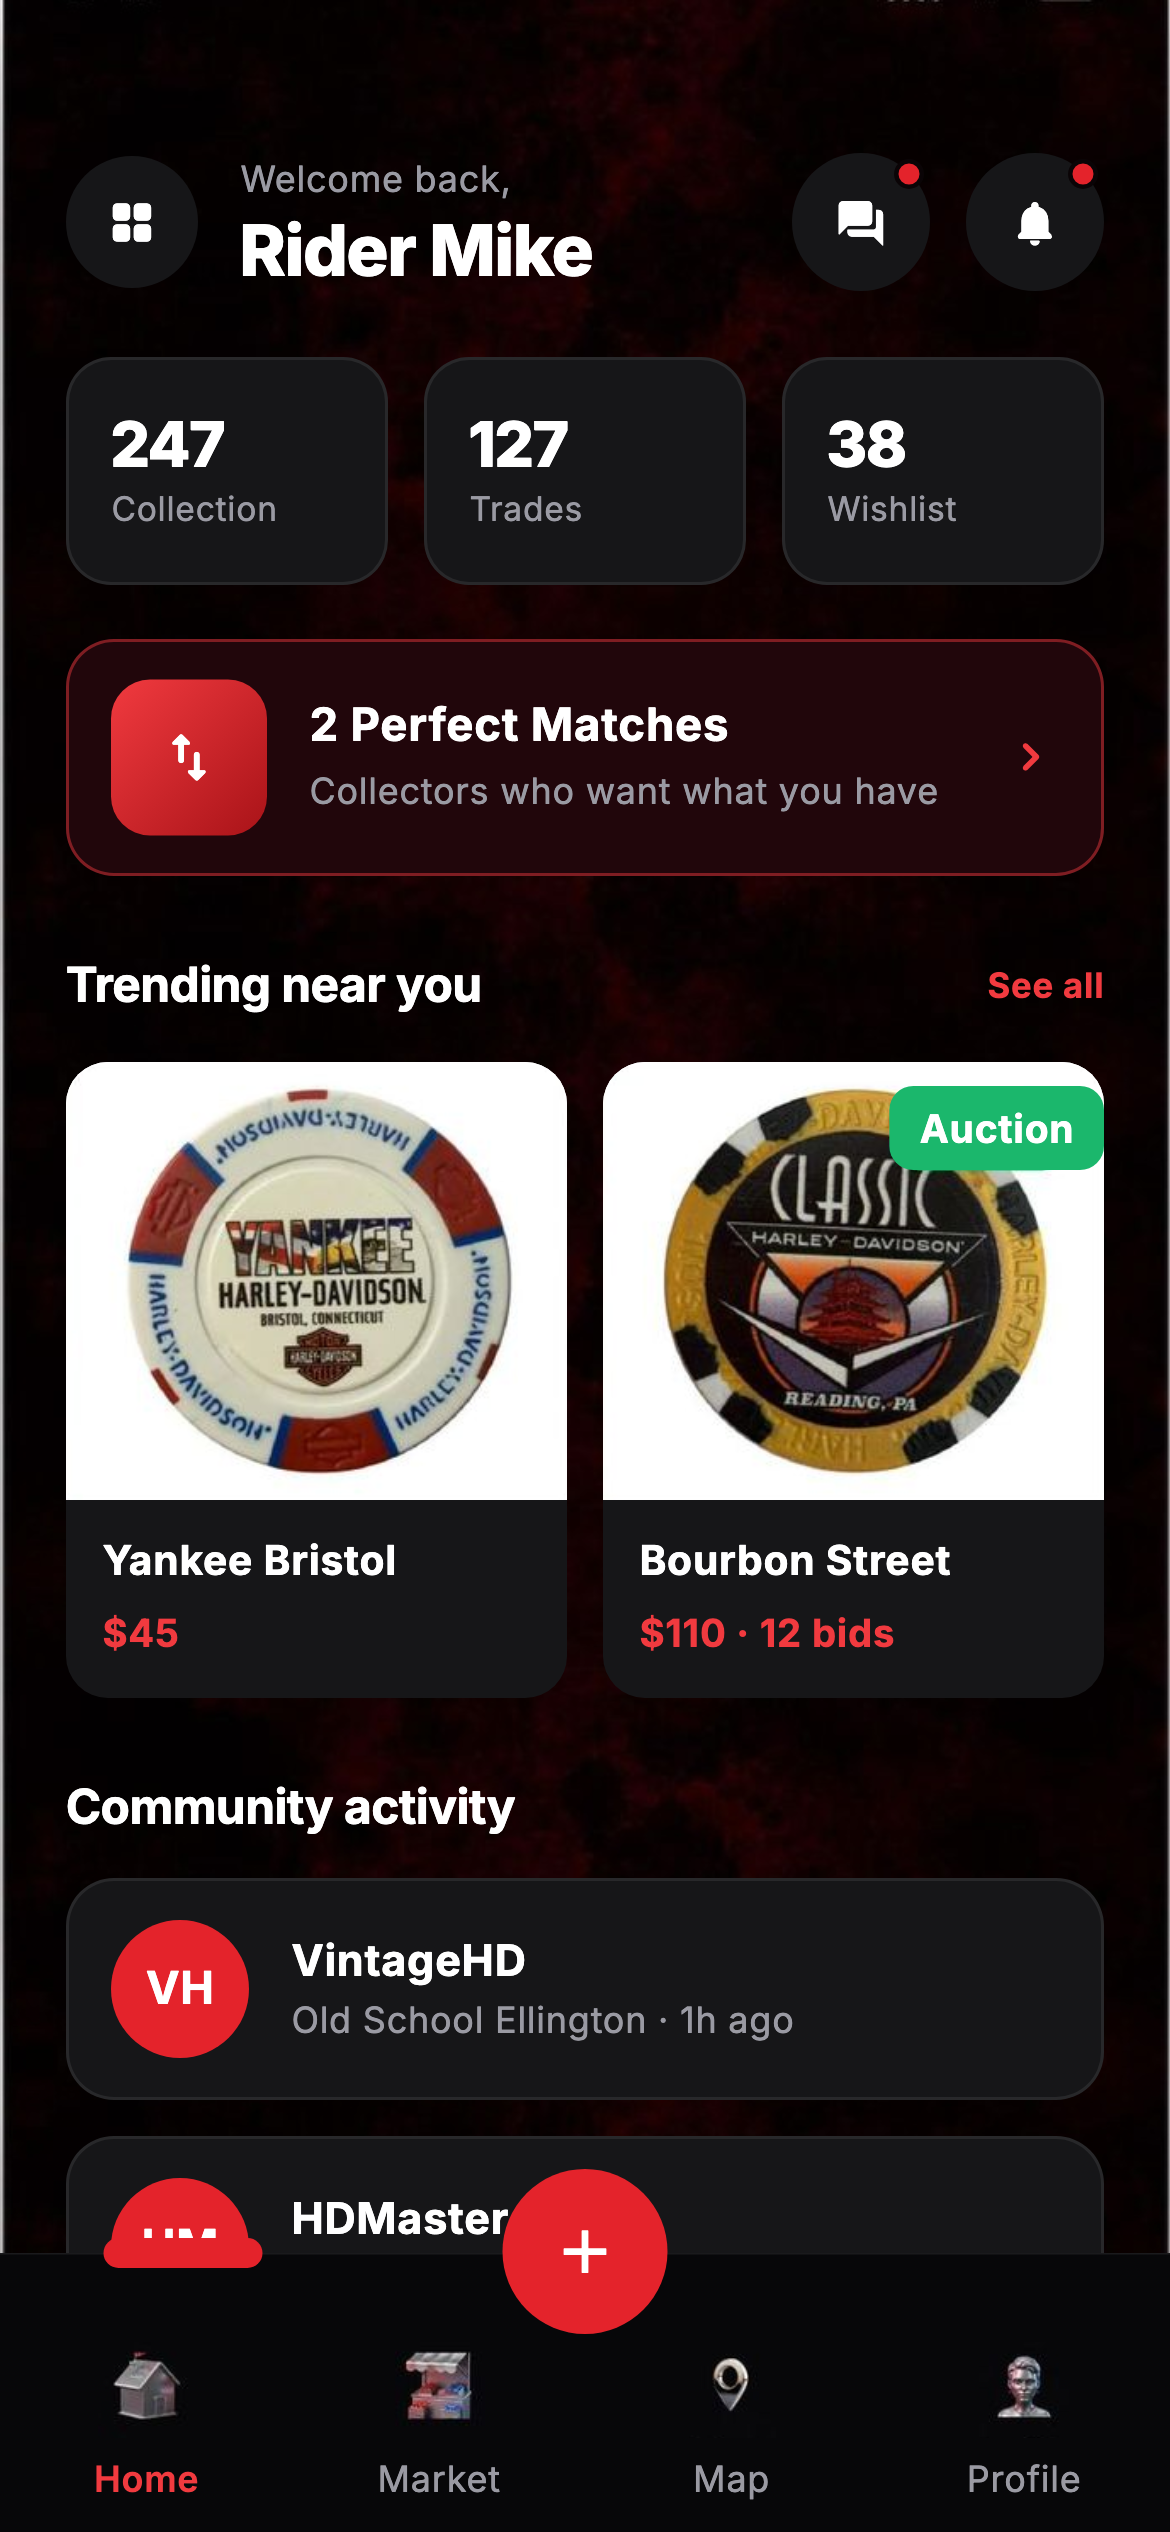 Welcome back,
Rider Mike
247
Collection
127
Trades
38
Wishlist
2 Perfect Matches
Collectors who want what you have
Trending near you
See all
HARLEY-DAVIDSON
YANKEE
HARLEY-DAVIDSON
BRISTOL, CONNECTICUT
HARLEY-DAVIDSON
HARLEY-DAVIDSON
HARLEY-DAVIDSON
Auction
CLASSIC
HARLEY-DAVIDSON
READING, PA
Yankee Bristol
$45
Bourbon Street
$110 · 12 bids
Community activity
VH
VintageHD
Old School Ellington · 1h ago
HDMaster
+
Home
Market
Map
Profile